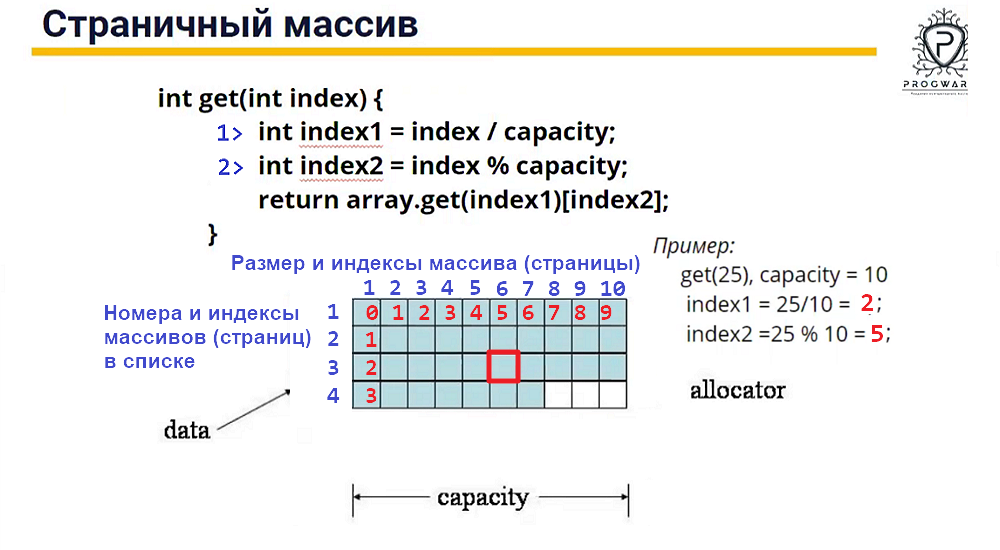 Страничный массив
PROGWAR
int get(int index) {
1> int index1 = index / capacity;
2> int index2 = index % capacity;
return array.get(index1)[index2];
}
Пример:
get(25), capacity = 10
index1 = 25/10 = 2;
index2 =25 % 10 = 5;
allocator
Размер и индексы массива (страницы)
1 2 3 4 5 6 7 8 9 10
Номера и индексы
массивов (страниц)
в списке
1 0 1 2 3 4 5 6 7 8 9
2 1
3 2
4 3
data
capacity